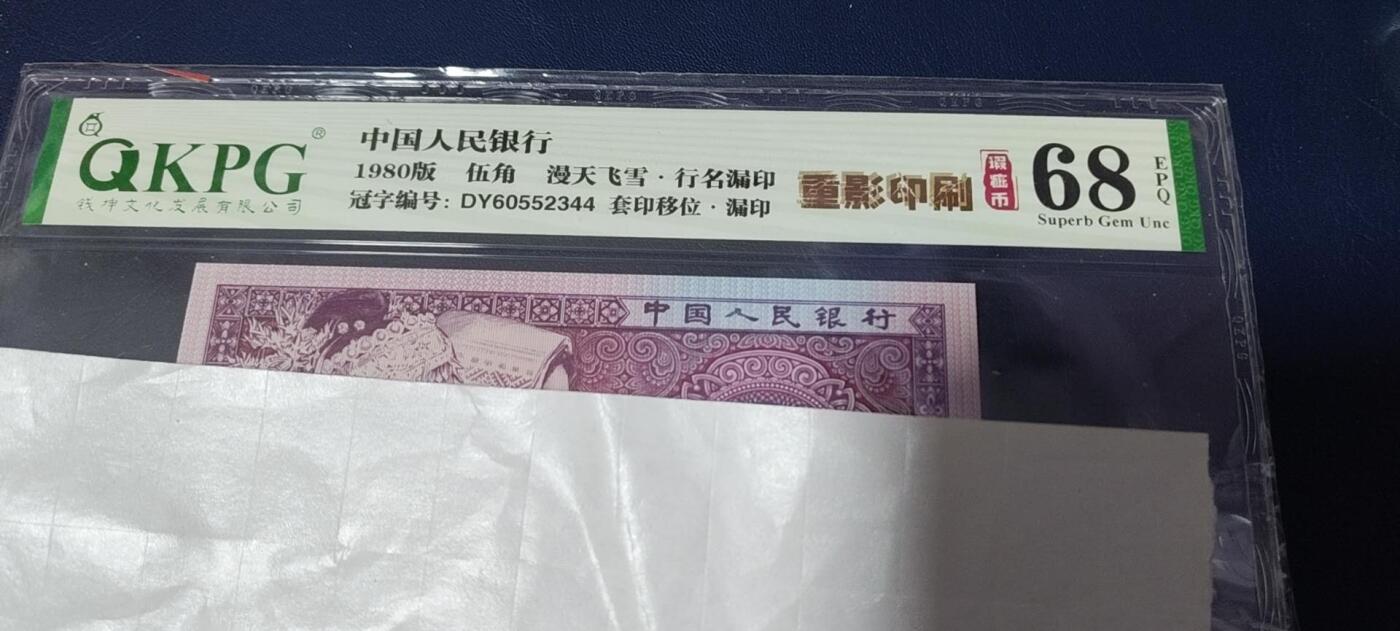 QKPG®
钱坤文化发展有限公司
中国人民银行
1980版 伍角 漫天飞雪·行名漏印
冠字编号: DY60552344 套印移位·漏印
重影印刷
瑕疵币
68
EPQ
Superb Gem Unc
中国人民银行